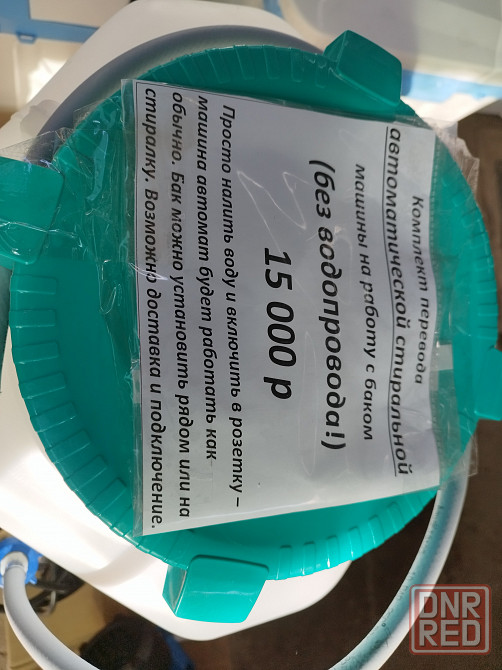 Комплект перевода
автоматической стиральной
машины на работу с баком
(без водопровода!)
15 000 р
Просто налить воду и включить в розетку –
машина автомат будет работать как
обычно. Бак можно установить рядом или на
стиралку. Возможно доставка и подключение.
DNR
RED